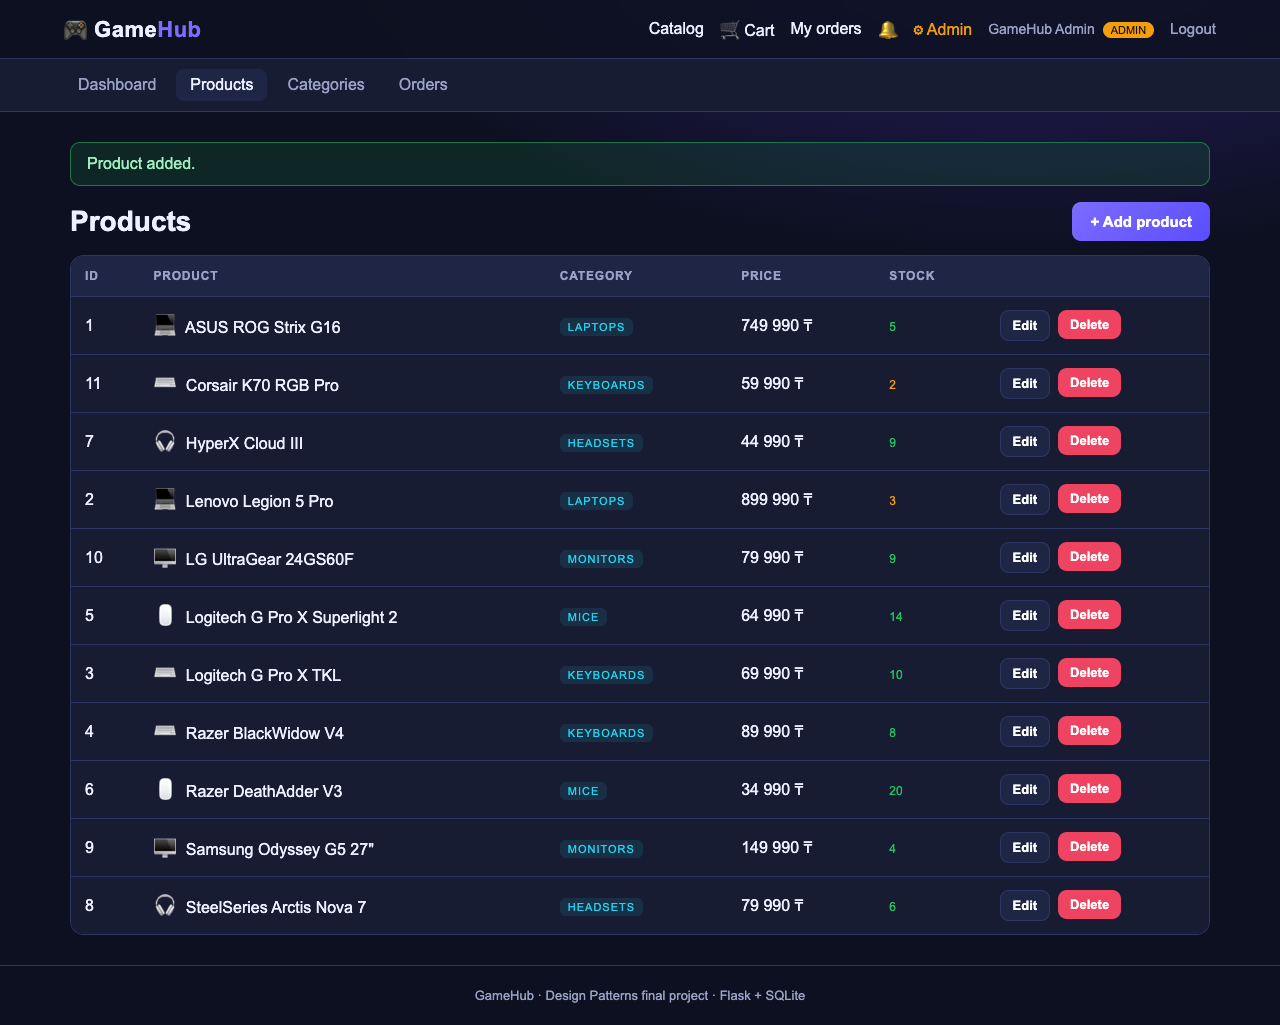 GameHub
Catalog Cart My orders Admin GameHub Admin ADMIN Logout
Dashboard Products Categories Orders
Product added.
Products
+ Add product
ID PRODUCT CATEGORY PRICE STOCK
1 ASUS ROG Strix G16 LAPTOPS 749 990 ₸ 5 Edit Delete
11 Corsair K70 RGB Pro KEYBOARDS 59 990 ₸ 2 Edit Delete
7 HyperX Cloud III HEADSETS 44 990 ₸ 9 Edit Delete
2 Lenovo Legion 5 Pro LAPTOPS 899 990 ₸ 3 Edit Delete
10 LG UltraGear 24GS60F MONITORS 79 990 ₸ 9 Edit Delete
5 Logitech G Pro X Superlight 2 MICE 64 990 ₸ 14 Edit Delete
3 Logitech G Pro X TKL KEYBOARDS 69 990 ₸ 10 Edit Delete
4 Razer BlackWidow V4 KEYBOARDS 89 990 ₸ 8 Edit Delete
6 Razer DeathAdder V3 MICE 34 990 ₸ 20 Edit Delete
9 Samsung Odyssey G5 27" MONITORS 149 990 ₸ 4 Edit Delete
8 SteelSeries Arctis Nova 7 HEADSETS 79 990 ₸ 6 Edit Delete
GameHub · Design Patterns final project · Flask + SQLite